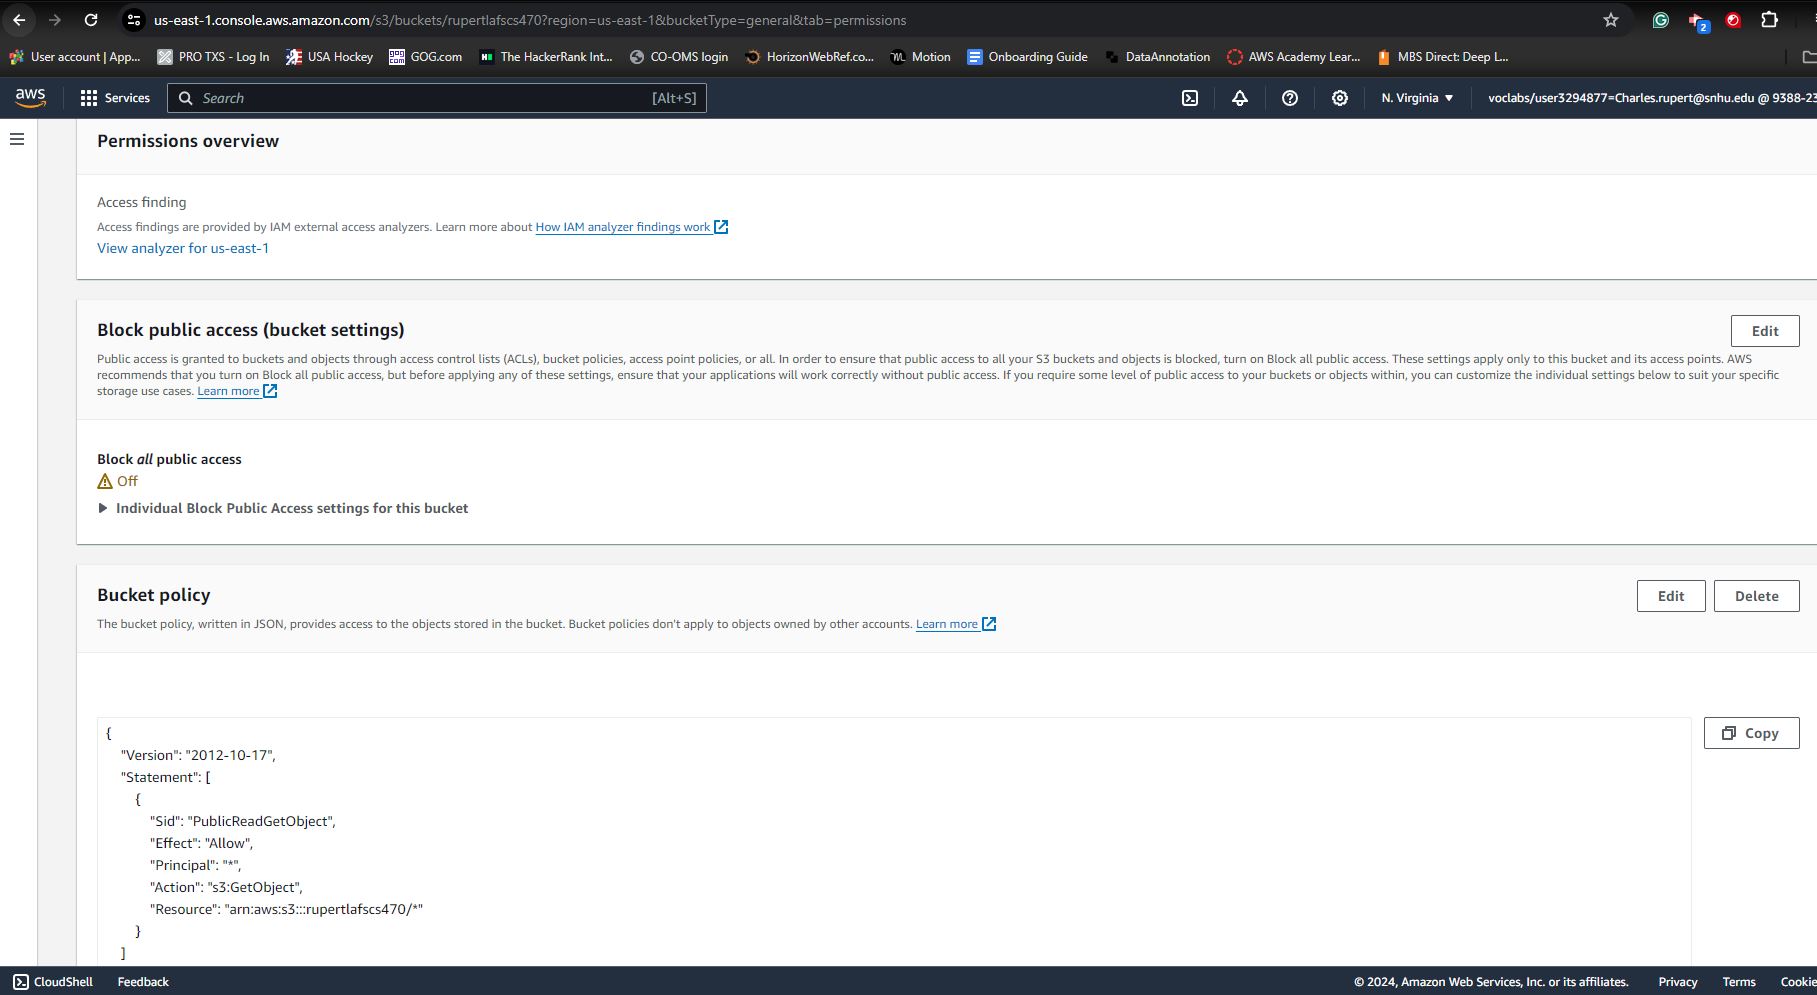 us-east-1.console.aws.amazon.com/s3/buckets/rupertlafscs470?region=us-east-1&bucketType=general&tab=permissions
2
User account | App... PRO TXS - Log In USA Hockey GOG.com The HackerRank Int... CO-OMS login HorizonWebRef.co... Motion Onboarding Guide DataAnnotation AWS Academy Lear... MBS Direct: Deep L...
aws Services Search [Alt+S] N. Virginia voclabs/user3294877=Charles.rupert@snhu.edu @ 9388-23
Permissions overview
Access finding
Access findings are provided by IAM external access analyzers. Learn more about How IAM analyzer findings work
View analyzer for us-east-1
Block public access (bucket settings)
Edit
Public access is granted to buckets and objects through access control lists (ACLs), bucket policies, access point policies, or all. In order to ensure that public access to all your S3 buckets and objects is blocked, turn on Block all public access. These settings apply only to this bucket and its access points. AWS
recommends that you turn on Block all public access, but before applying any of these settings, ensure that your applications will work correctly without public access. If you require some level of public access to your buckets or objects within, you can customize the individual settings below to suit your specific
storage use cases. Learn more
Block all public access
Off
Individual Block Public Access settings for this bucket
Bucket policy
Edit Delete
The bucket policy, written in JSON, provides access to the objects stored in the bucket. Bucket policies don't apply to objects owned by other accounts. Learn more
Copy
{
"Version": "2012-10-17",
"Statement": [
{
"Sid": "PublicReadGetObject",
"Effect": "Allow",
"Principal": "*",
"Action": "s3:GetObject",
"Resource": "arn:aws:s3:::rupertlafscs470/*"
}
]
CloudShell Feedback © 2024, Amazon Web Services, Inc. or its affiliates. Privacy Terms Cookie